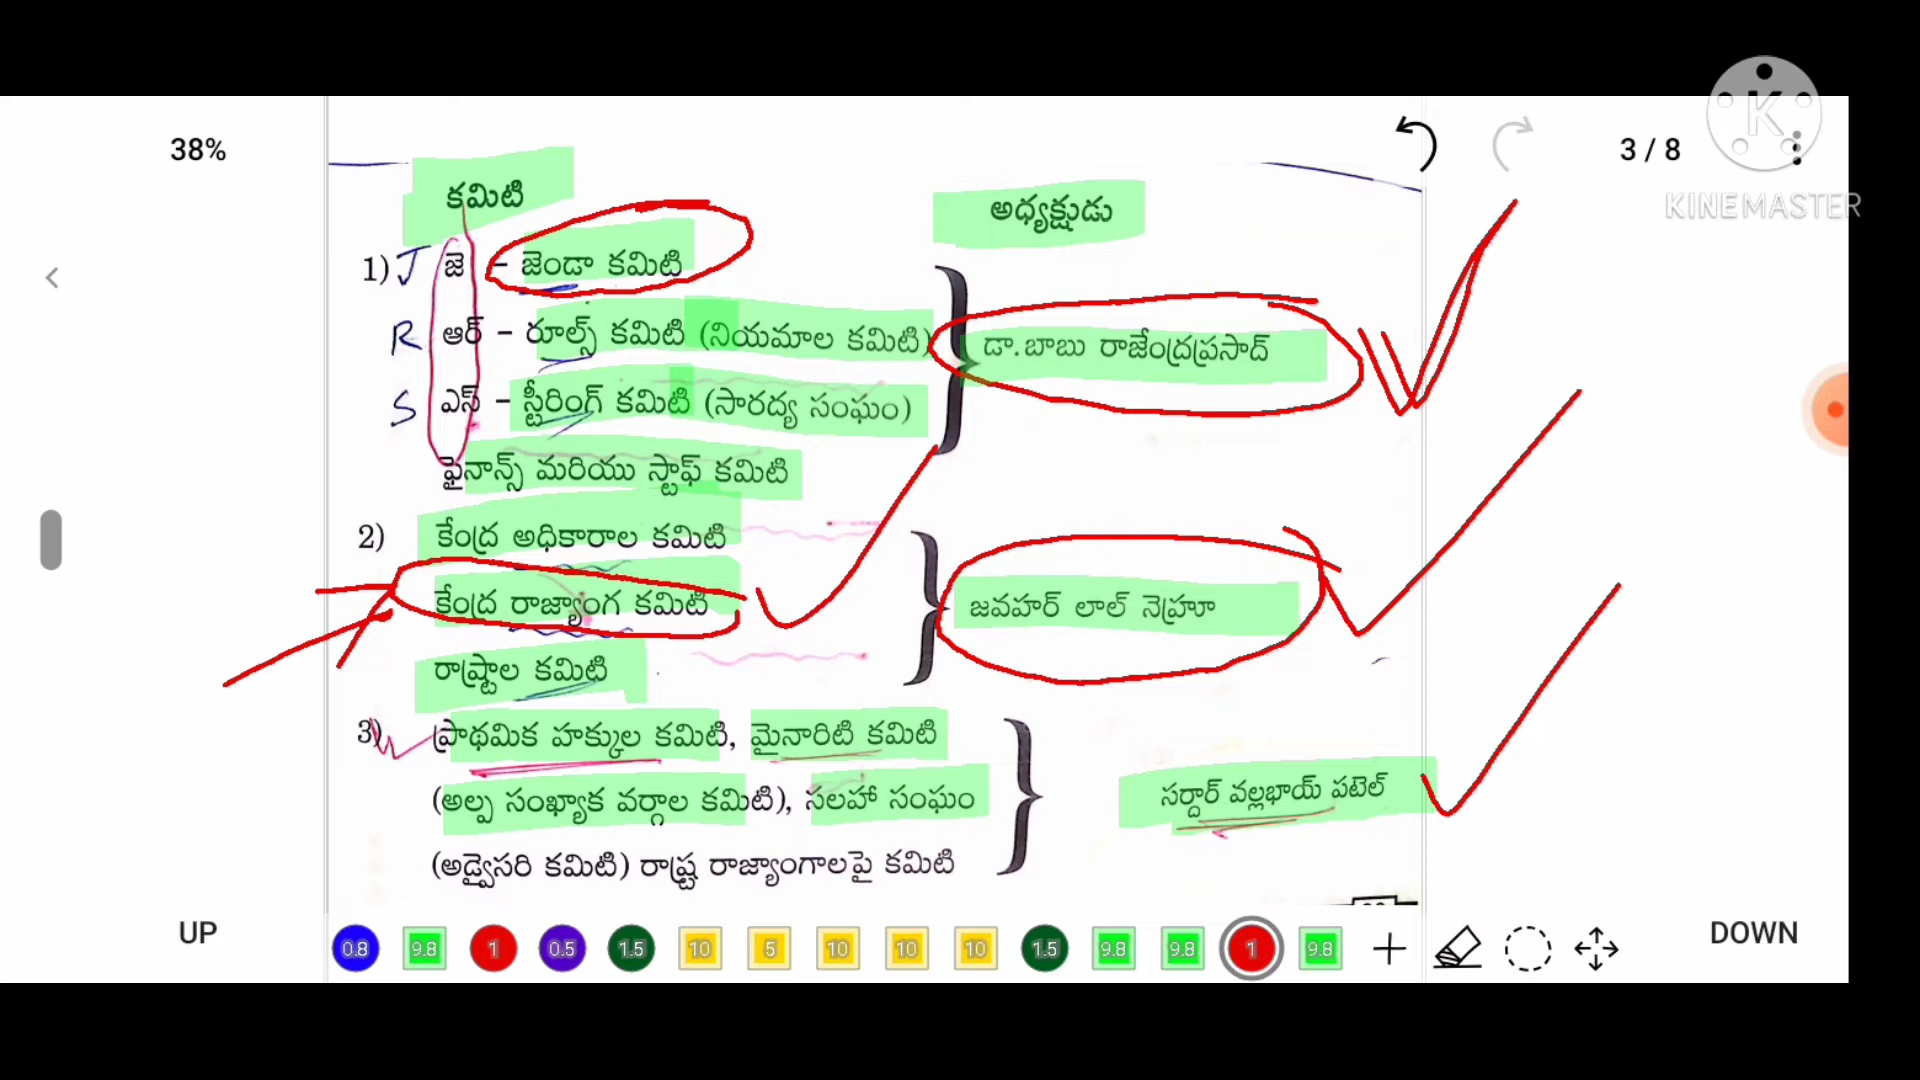 38%
3 / 8
K
KINEMASTER
కమిటి
అధ్యక్షుడు
1) J జె - జెండా కమిటి
R ఆర్ - రూల్స్ కమిటి (నియమాల కమిటి)
డా.బాబు రాజేంద్రప్రసాద్
S ఎస్ - స్టీరింగ్ కమిటి (సారద్య సంఘం)
ఫైనాన్స్ మరియు స్టాఫ్ కమిటి
2) కేంద్ర అధికారాల కమిటి
కేంద్ర రాజ్యాంగ కమిటి
జవహర్ లాల్ నెహ్రూ
రాష్ట్రాల కమిటి
3) ప్రాథమిక హక్కుల కమిటి, మైనారిటి కమిటి
(అల్ప సంఖ్యాక వర్గాల కమిటి), సలహా సంఘం
సర్దార్ వల్లభాయ్ పటెల్
(అడ్వైసరి కమిటి) రాష్ట్ర రాజ్యాంగాలపై కమిటి
UP
DOWN
0.8 9.8 1 0.5 1.5 10 5 10 10 10 1.5 9.8 9.8 1 9.8